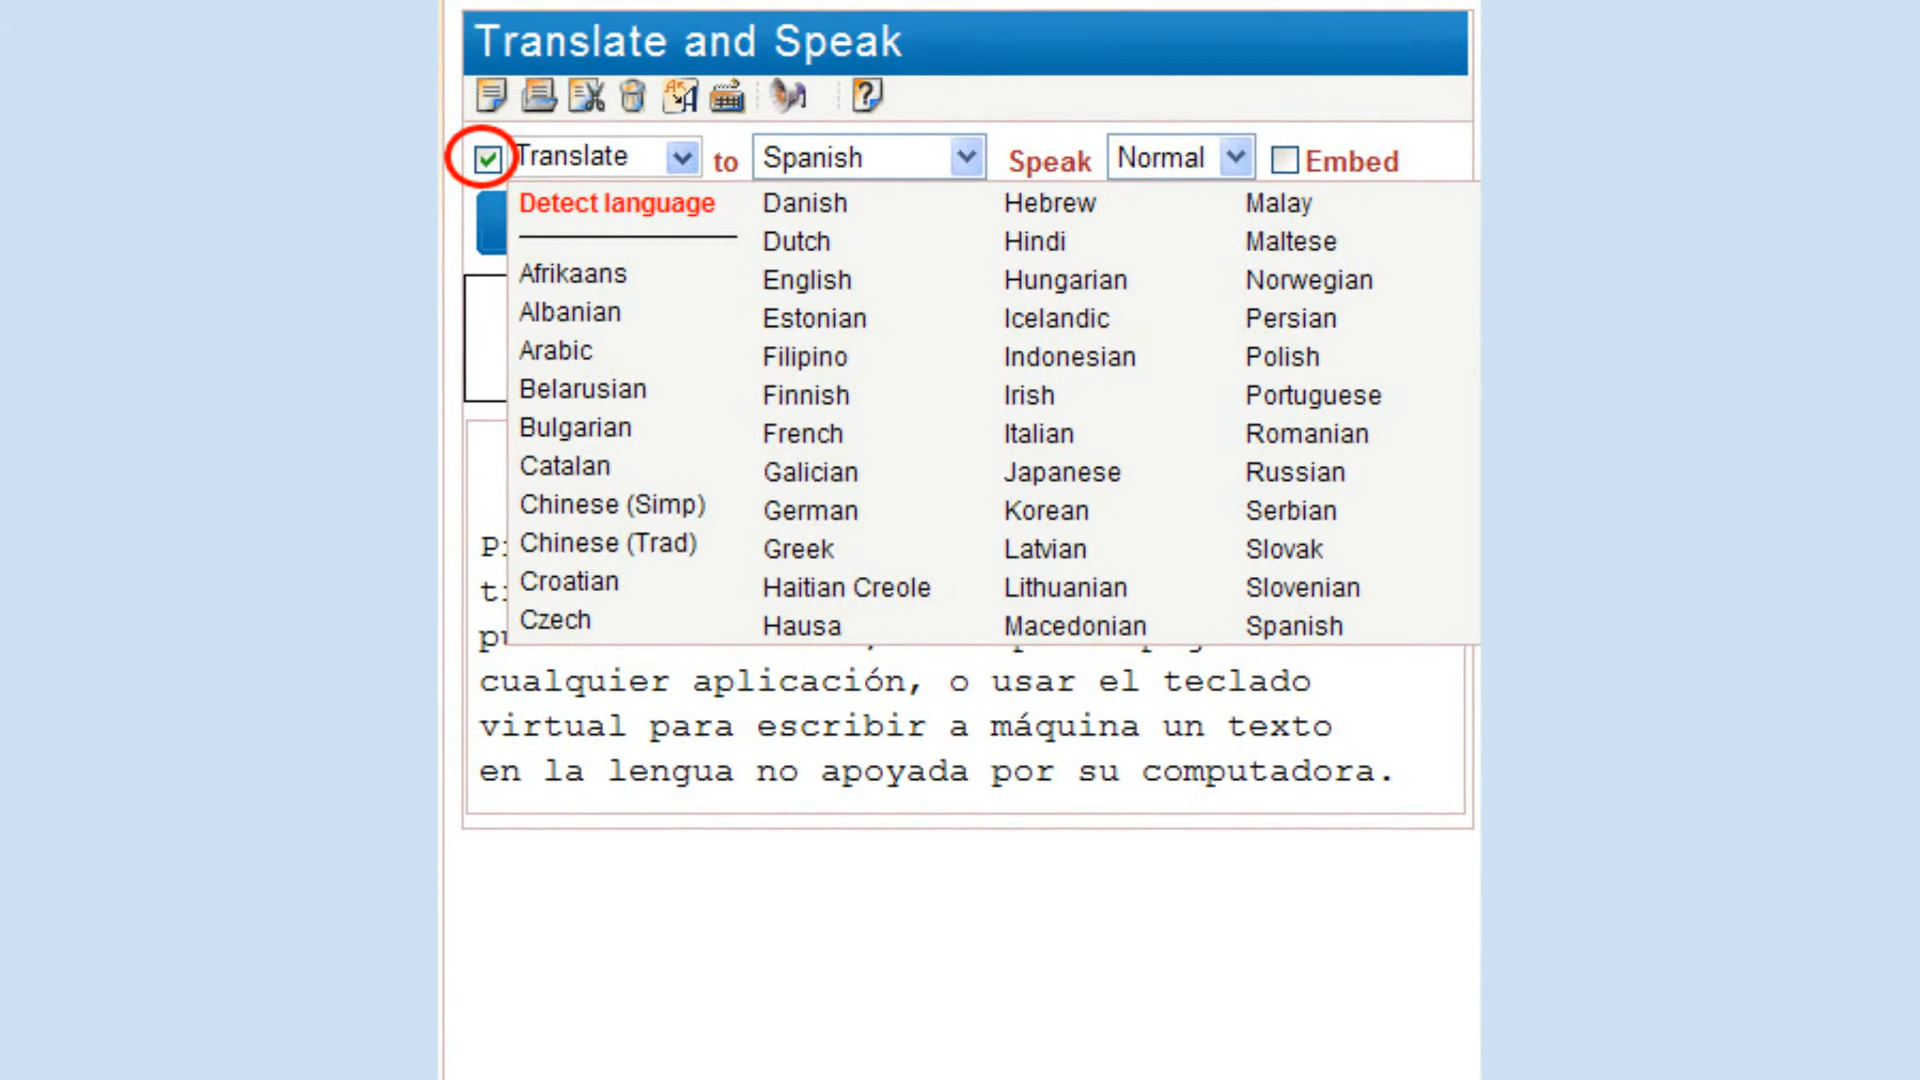 Translate and Speak
Translate to Spanish Speak Normal Embed
Detect language
Afrikaans
Albanian
Arabic
Belarusian
Bulgarian
Catalan
Chinese (Simp)
Chinese (Trad)
Croatian
Czech
Danish
Dutch
English
Estonian
Filipino
Finnish
French
Galician
German
Greek
Haitian Creole
Hausa
Hebrew
Hindi
Hungarian
Icelandic
Indonesian
Irish
Italian
Japanese
Korean
Latvian
Lithuanian
Macedonian
Malay
Maltese
Norwegian
Persian
Polish
Portuguese
Romanian
Russian
Serbian
Slovak
Slovenian
Spanish
cualquier aplicación, o usar el teclado
virtual para escribir a máquina un texto
en la lengua no apoyada por su computadora.